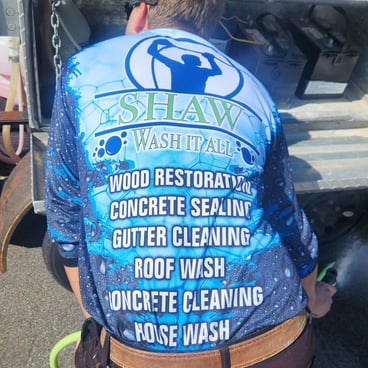 SHAW
WASH IT ALL
WOOD RESTORATION
CONCRETE SEALING
GUTTER CLEANING
ROOF WASH
CONCRETE CLEANING
HOUSE WASH